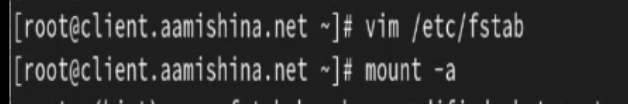 [root@client.aamishina.net ~]# vim /etc/fstab
[root@client.aamishina.net ~]# mount -a